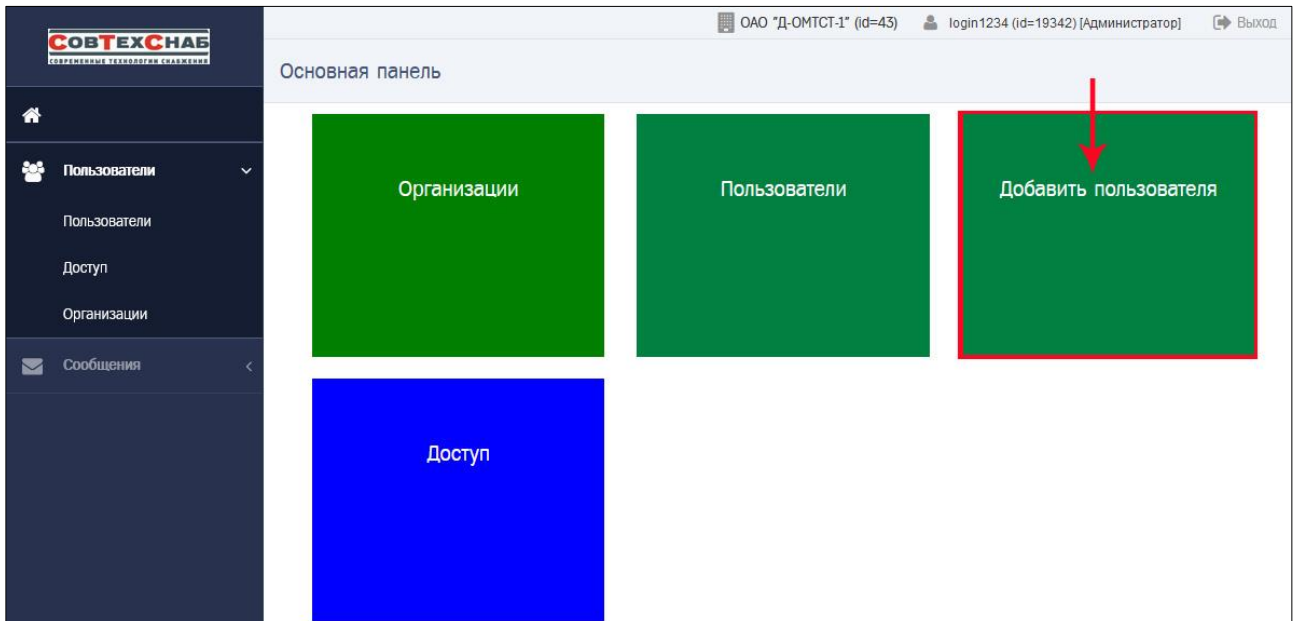 СОВТЕХСНАБ
СОВРЕМЕННЫЕ ТЕХНОЛОГИИ СНАБЖЕНИЯ
ОАО "Д-ОМТСТ-1" (id=43) login1234 (id=19342) [Администратор] Выход
Основная панель
Пользователи
Пользователи
Доступ
Организации
Сообщения
Организации
Пользователи
Добавить пользователя
Доступ